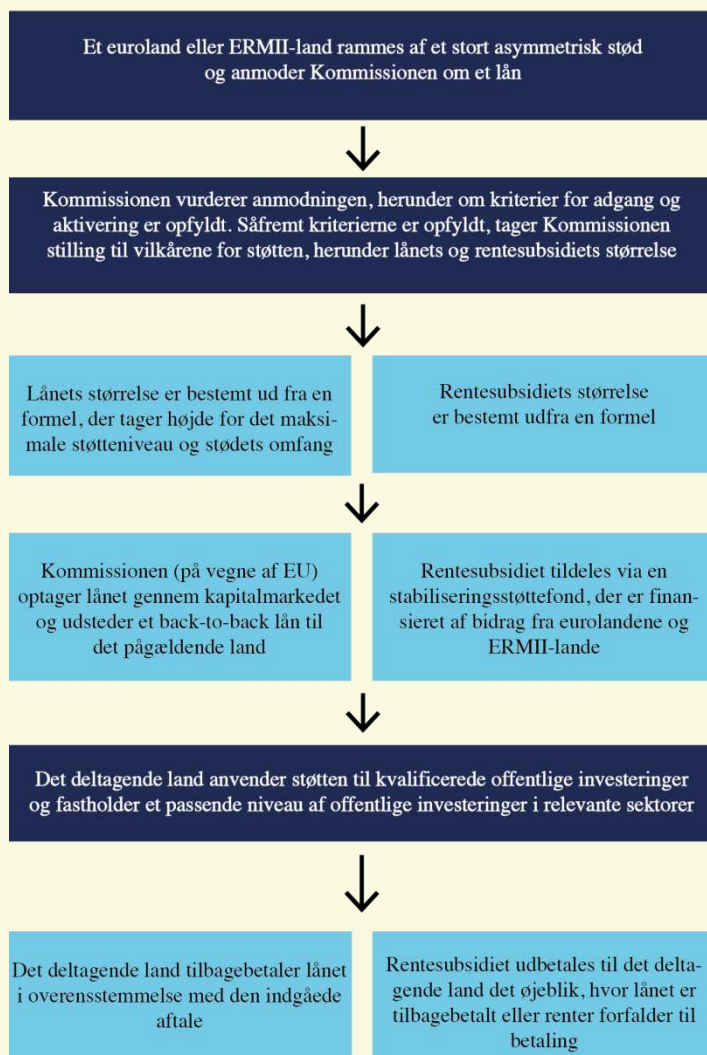 Et euroland eller ERMII-land rammes af et stort asymmetrisk stød
og anmoder Kommissionen om et lån
Kommissionen vurderer anmodningen, herunder om kriterier for adgang og
aktivering er opfyldt. Såfremt kriterierne er opfyldt, tager Kommissionen
stilling til vilkårene for støtten, herunder lånets og rentesubsidiets størrelse
Lånets størrelse er bestemt ud fra en
formel, der tager højde for det maksi-
male støtteniveau og stødets omfang
Rentesubsidiets størrelse
er bestemt udfra en formel
Kommissionen (på vegne af EU)
optager lånet gennem kapitalmarkedet
og udsteder et back-to-back lån til
det pågældende land
Rentesubsidiet tildeles via en
stabiliseringsstøttefond, der er finan-
sieret af bidrag fra eurolandene og
ERMII-lande
Det deltagende land anvender støtten til kvalificerede offentlige investeringer
og fastholder et passende niveau af offentlige investeringer i relevante sektorer
Det deltagende land tilbagebetaler lånet
i overensstemmelse med den indgåede
aftale
Rentesubsidiet udbetales til det delta-
gende land det øjeblik, hvor lånet er
tilbagebetalt eller renter forfalder til
betaling